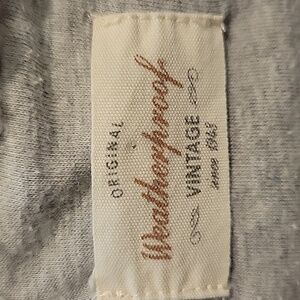 ORIGINAL
Weatherproof
VINTAGE
since 1948